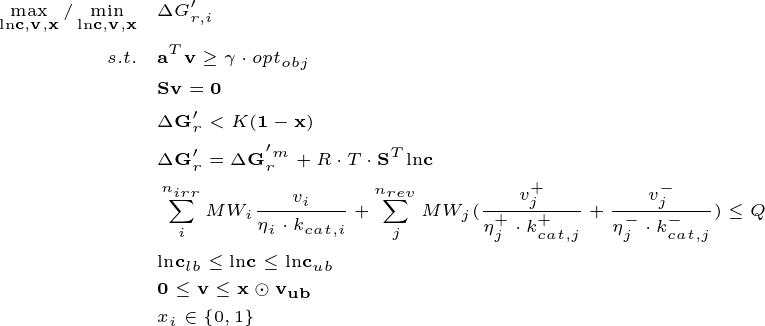 max / min ΔG′_{r,i}
lnc,v,x lnc,v,x
s.t. a^T v ≥ γ · opt_{obj}
Sv = 0
ΔG′_r < K(1 − x)
ΔG′_r = ΔG_r^{′m} + R · T · S^T lnc
∑_i^{n_{irr}} MW_i v_i / (η_i · k_{cat,i}) + ∑_j^{n_{rev}} MW_j (v_j^+ / (η_j^+ · k_{cat,j}^+) + v_j^− / (η_j^− · k_{cat,j}^−)) ≤ Q
lnc_{lb} ≤ lnc ≤ lnc_{ub}
0 ≤ v ≤ x ⊙ v_{ub}
x_i ∈ {0, 1}